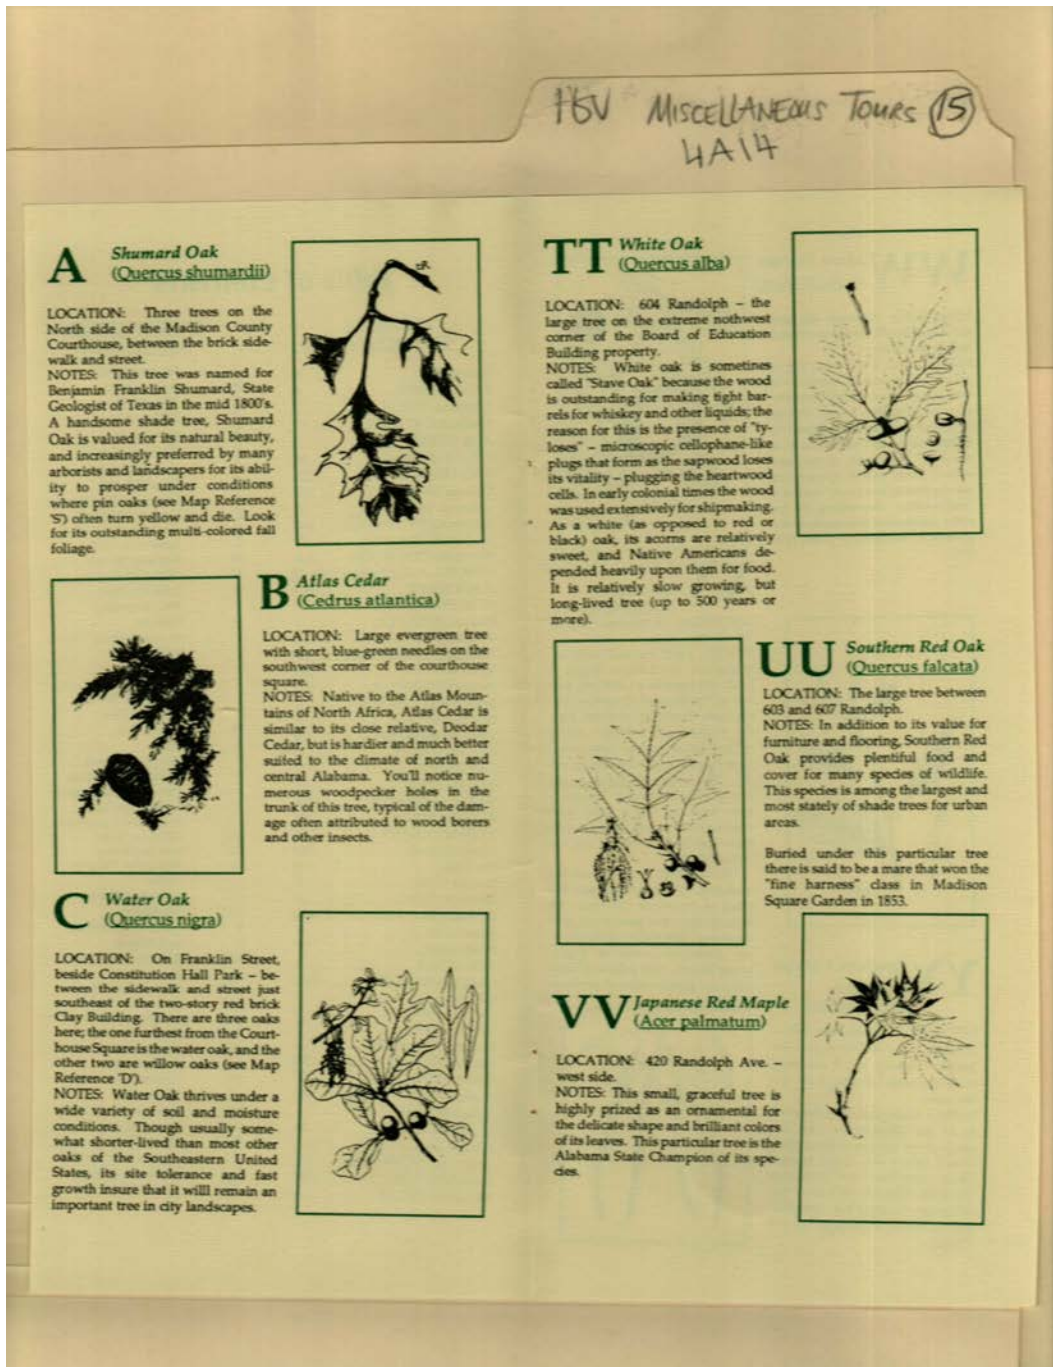 HSV MISCELLANEOUS TOURS 15
4A14
A Shumard Oak
(Quercus shumardii)
LOCATION: Three trees on the
North side of the Madison County
Courthouse, between the brick side-
walk and street.
NOTES: This tree was named for
Benjamin Franklin Shumard, State
Geologist of Texas in the mid 1800's.
A handsome shade tree, Shumard
Oak is valued for its natural beauty,
and increasingly preferred by many
arborists and landscapers for its abil-
ity to prosper under conditions
where pin oaks (see Map Reference
'S') often turn yellow and die. Look
for its outstanding multi-colored fall
foliage.
B Atlas Cedar
(Cedrus atlantica)
LOCATION: Large evergreen tree
with short, blue-green needles on the
southwest corner of the courthouse
square.
NOTES: Native to the Atlas Moun-
tains of North Africa, Atlas Cedar is
similar to its close relative, Deodar
Cedar, but is hardier and much better
suited to the climate of north and
central Alabama. You'll notice nu-
merous woodpecker holes in the
trunk of this tree, typical of the dam-
age often attributed to wood borers
and other insects.
C Water Oak
(Quercus nigra)
LOCATION: On Franklin Street,
beside Constitution Hall Park – be-
tween the sidewalk and street just
southeast of the two-story red brick
Clay Building. There are three oaks
here; the one furthest from the Court-
house Square is the water oak, and the
other two are willow oaks (see Map
Reference 'D').
NOTES: Water Oak thrives under a
wide variety of soil and moisture
conditions. Though usually some-
what shorter-lived than most other
oaks of the Southeastern United
States, its site tolerance and fast
growth insure that it willl remain an
important tree in city landscapes.
TT White Oak
(Quercus alba)
LOCATION: 604 Randolph – the
large tree on the extreme nothwest
corner of the Board of Education
Building property.
NOTES: White oak is sometines
called "Stave Oak" because the wood
is outstanding for making tight bar-
rels for whiskey and other liquids; the
reason for this is the presence of "ty-
loses" – microscopic cellophane-like
plugs that form as the sapwood loses
its vitality – plugging the heartwood
cells. In early colonial times the wood
was used extensively for shipmaking.
As a white (as opposed to red or
black) oak, its acorns are relatively
sweet, and Native Americans de-
pended heavily upon them for food.
It is relatively slow growing, but
long-lived tree (up to 500 years or
more).
UU Southern Red Oak
(Quercus falcata)
LOCATION: The large tree between
603 and 607 Randolph.
NOTES: In addition to its value for
furniture and flooring, Southern Red
Oak provides plentiful food and
cover for many species of wildlife.
This species is among the largest and
most stately of shade trees for urban
areas.
Buried under this particular tree
there is said to be a mare that won the
"fine harness" class in Madison
Square Garden in 1853.
VV Japanese Red Maple
(Acer palmatum)
LOCATION: 420 Randolph Ave. –
west side.
NOTES: This small, graceful tree is
highly prized as an ornamental for
the delicate shape and brilliant colors
of its leaves. This particular tree is the
Alabama State Champion of its spe-
cies.